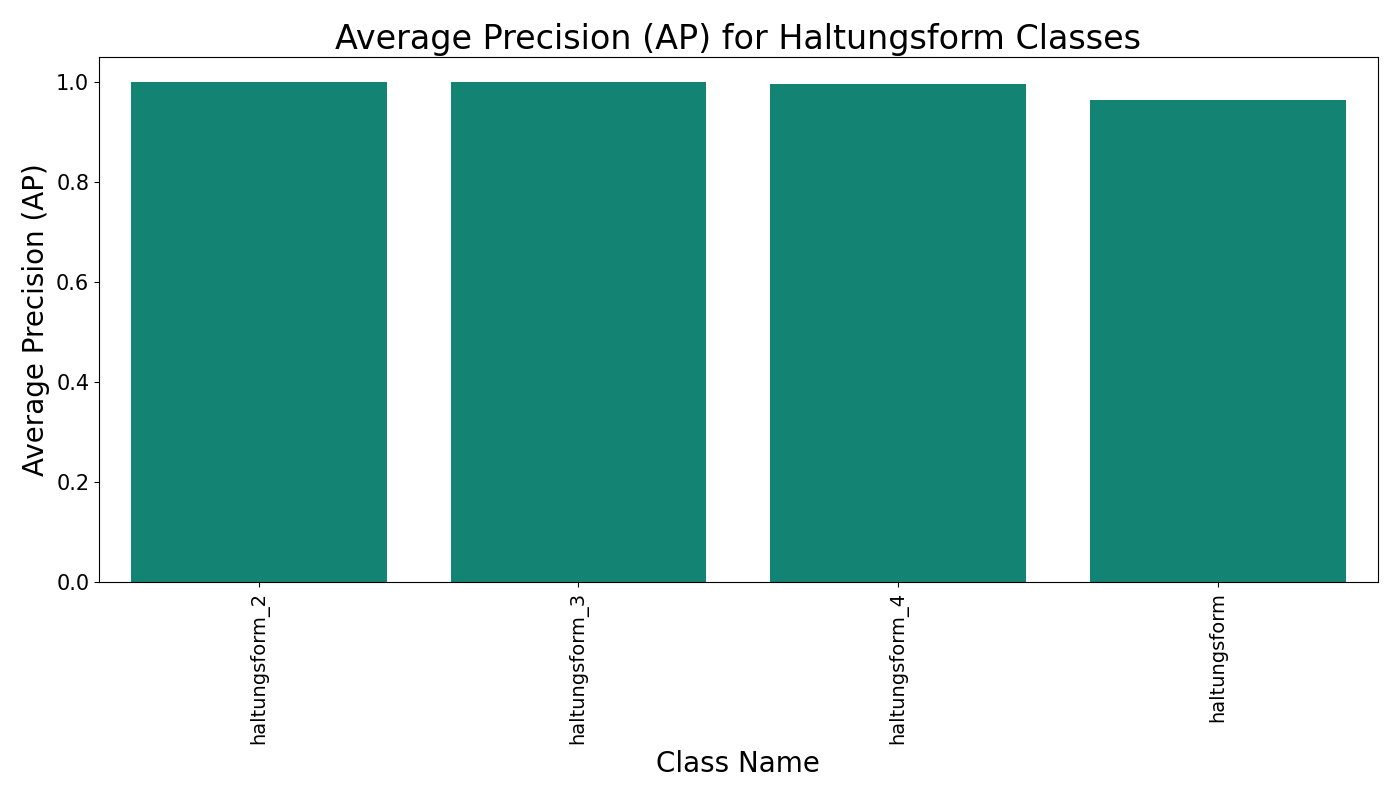 Average Precision (AP) for Haltungsform Classes
Average Precision (AP)
1.0
0.8
0.6
0.4
0.2
0.0
haltungsform_2
haltungsform_3
haltungsform_4
haltungsform
Class Name